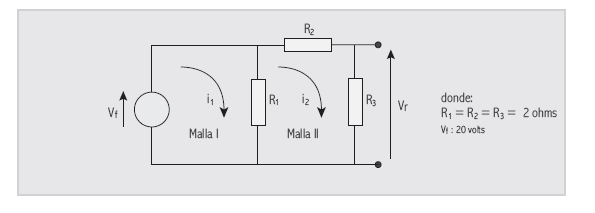 R2
Vf
i1
R1
i2
R3
Vr
Malla I
Malla II
donde:
R1 = R2 = R3 = 2 ohms
Vf : 20 volts